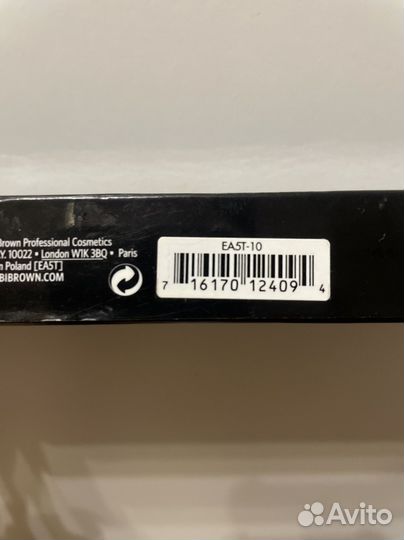 Brown Professional Cosmetics
.Y. 10022 • London W1K 3BQ • Paris
n Poland [EA5T]
BIBROWN.COM
EA5T-10
7 16170 12409 4
Avito